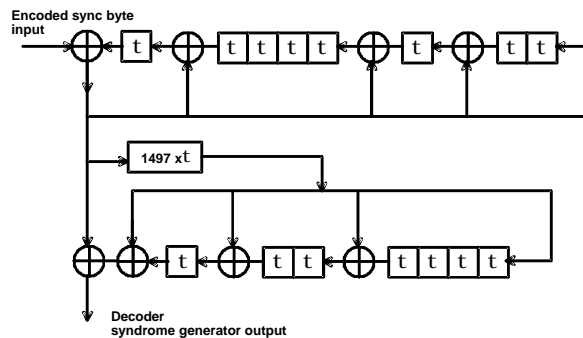 Encoded sync byte
input
t t t t t t t t
1497 x t
t t t t t t t
Decoder
syndrome generator output